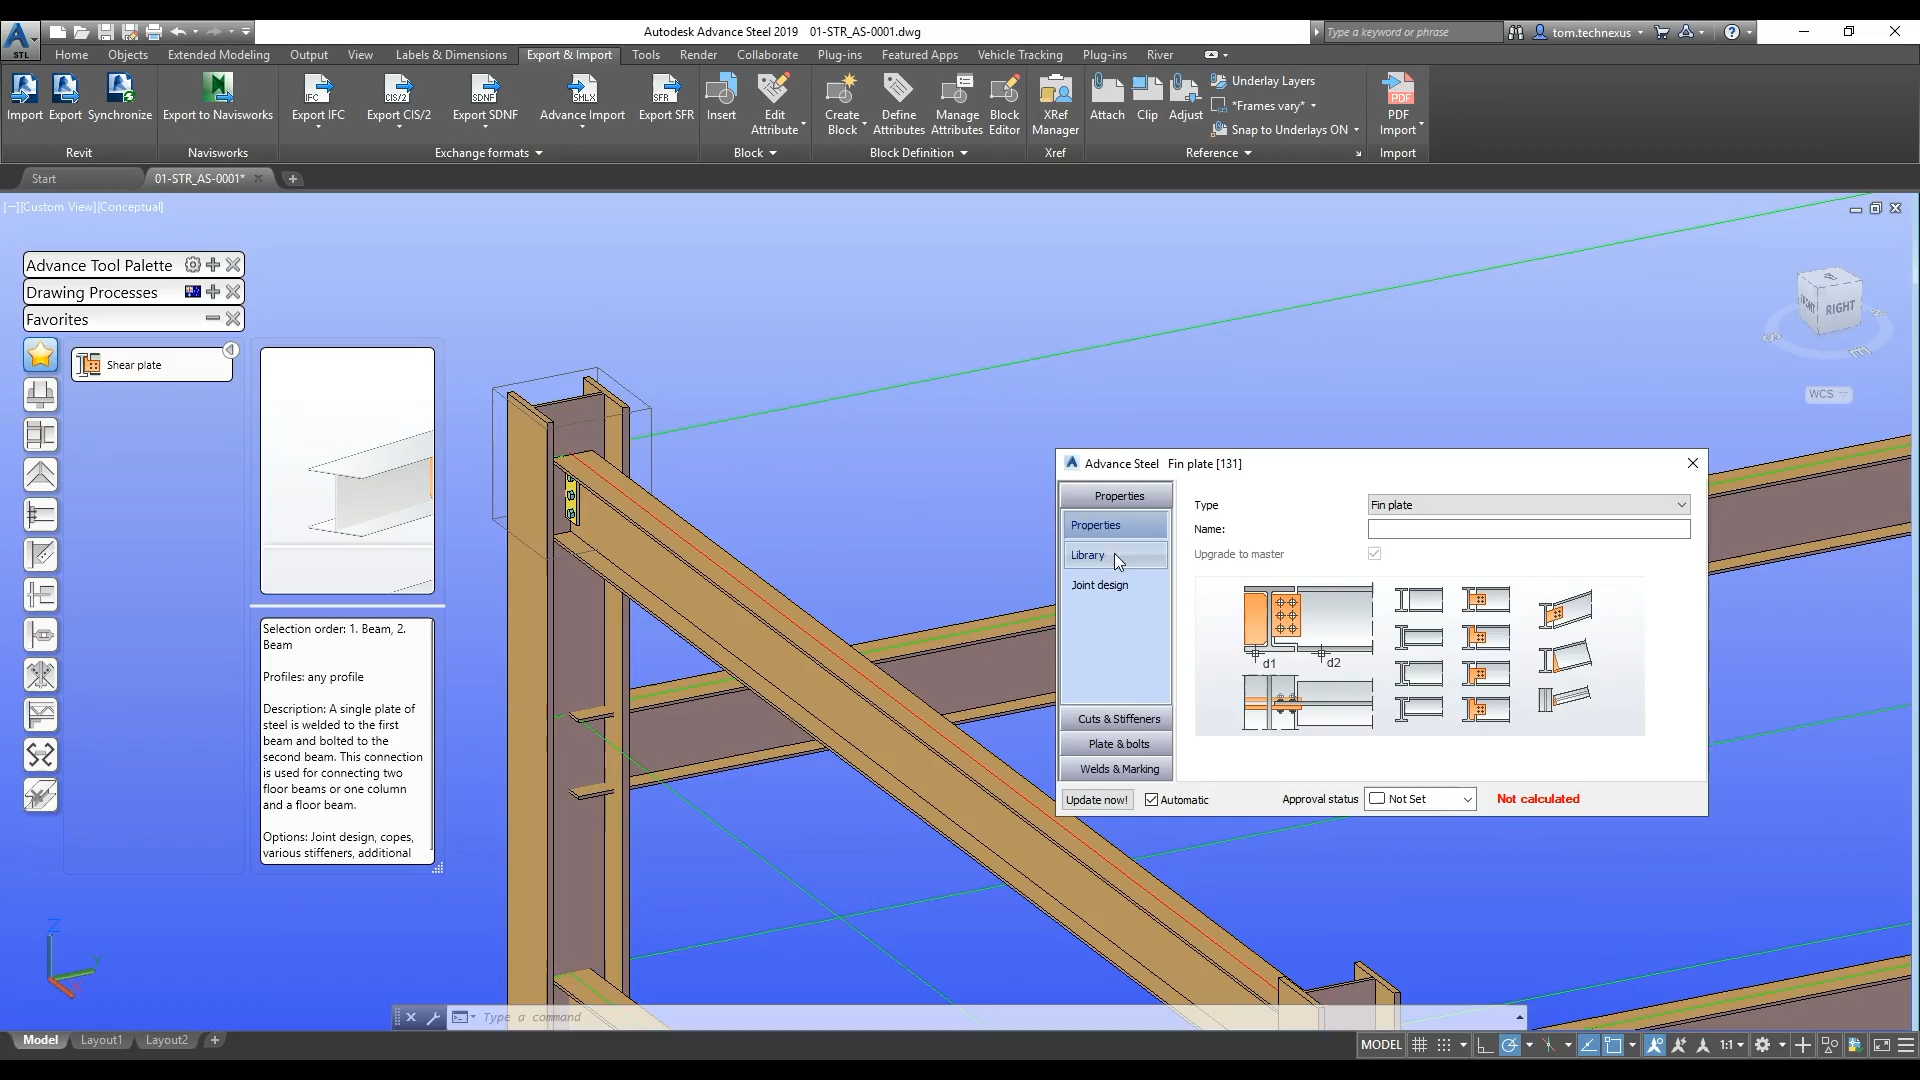 Autodesk Advance Steel 2019 01-STR_AS-0001.dwg
Type a keyword or phrase
tom.technexus
STL
Home Objects Extended Modeling Output View Labels & Dimensions Export & Import Tools Render Collaborate Plug-ins Featured Apps Vehicle Tracking Plug-ins River
Import Export Synchronize
Revit
Export to Navisworks
Navisworks
IFC
Export IFC
CIS/2
Export CIS/2
SDNF
Export SDNF
SMLX
Advance Import
SFR
Export SFR
Exchange formats
Insert
Edit
Attribute
Block
Create
Block
Define
Attributes
Manage
Attributes
Block
Editor
Block Definition
XRef
Manager
Xref
Attach Clip Adjust
Underlay Layers
*Frames vary*
Snap to Underlays ON
Reference
PDF
PDF
Import
Import
Start
01-STR_AS-0001*
[−][Custom View][Conceptual]
Advance Tool Palette
Drawing Processes
Favorites
Shear plate
Selection order: 1. Beam, 2.
Beam
Profiles: any profile
Description: A single plate of
steel is welded to the first
beam and bolted to the
second beam. This connection
is used for connecting two
floor beams or one column
and a floor beam.
Options: Joint design, copes,
various stiffeners, additional
RIGHT
WCS
Advance Steel Fin plate [131]
Properties
Properties
Library
Joint design
Cuts & Stiffeners
Plate & bolts
Welds & Marking
Type
Fin plate
Name:
Upgrade to master
d1
d2
Update now!
Automatic
Approval status
Not Set
Not calculated
Z
Type a command
Model Layout1 Layout2
MODEL
1:1